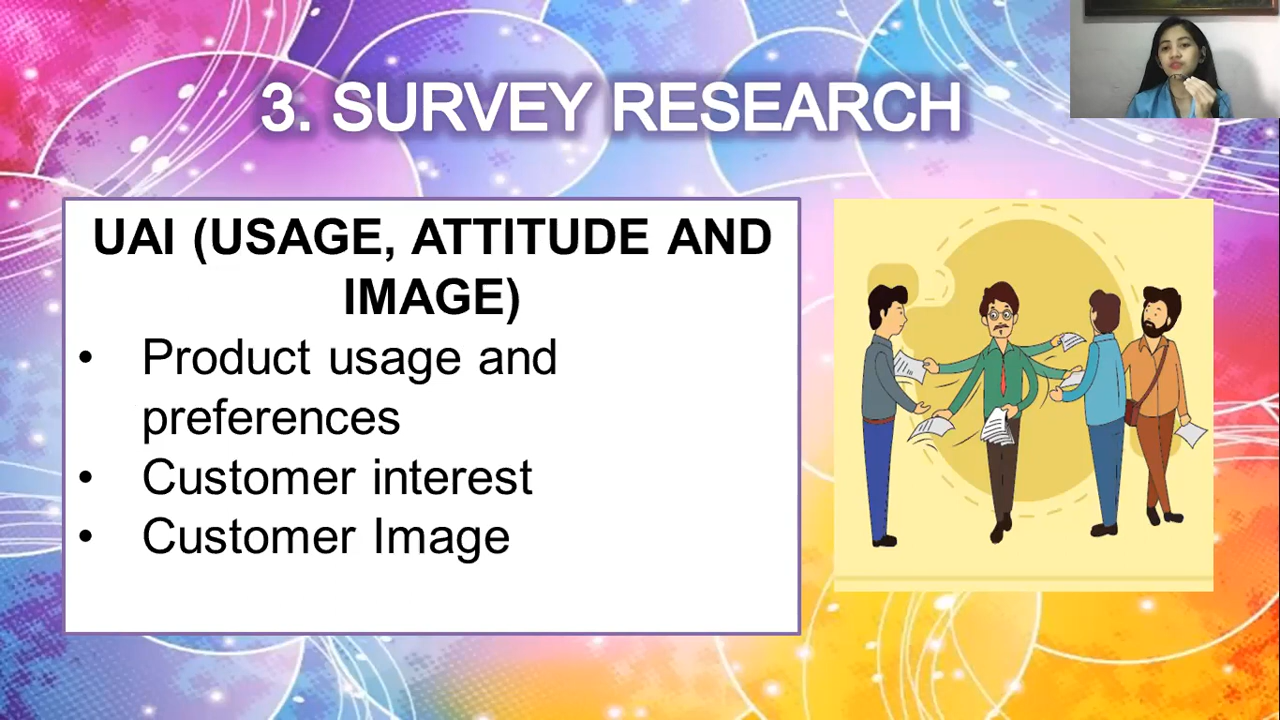 3. SURVEY RESEARCH
UAI (USAGE, ATTITUDE AND
IMAGE)
• Product usage and
preferences
• Customer interest
• Customer Image